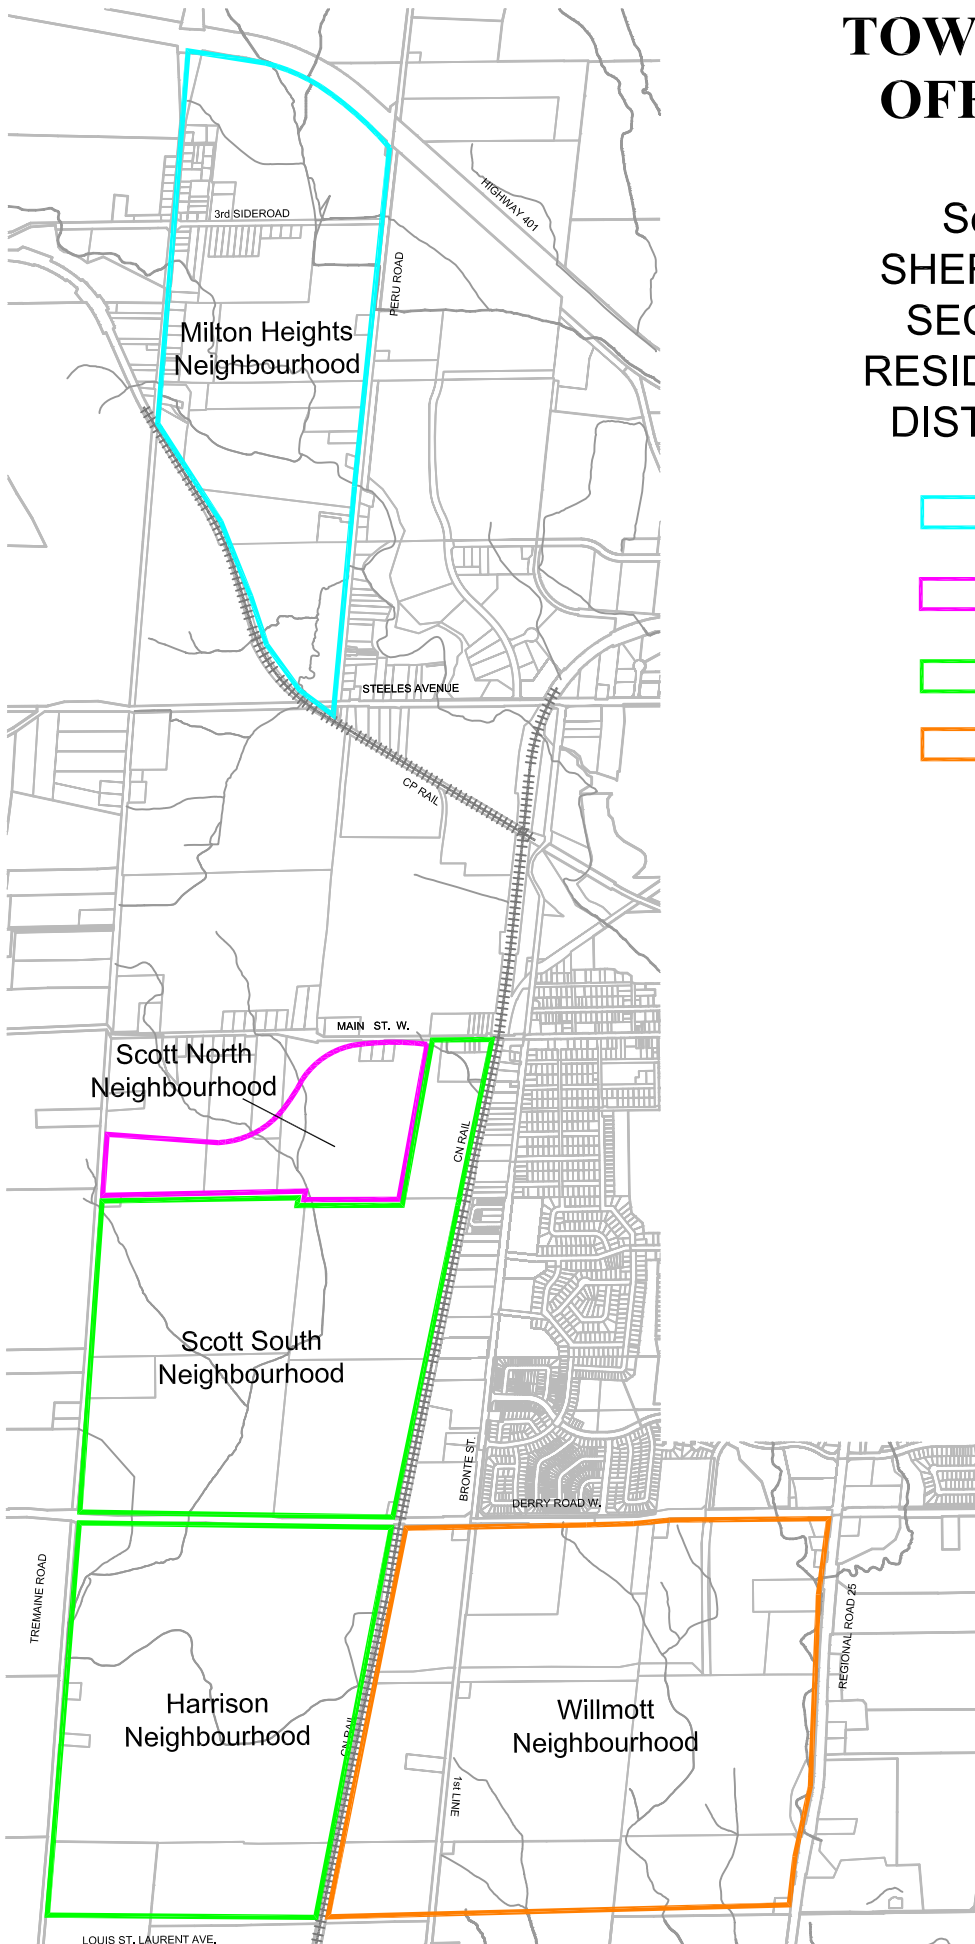 TOW
OFF
3rd SIDEROAD
HIGHWAY 401
SHER
SEC
RESID
DIST
PERU ROAD
Milton Heights
Neighbourhood
STEELES AVENUE
CP RAIL
MAIN ST. W.
Scott North
Neighbourhood
CN RAIL
Scott South
Neighbourhood
BRONTE ST.
DERRY ROAD W.
TREMAINE ROAD
REGIONAL ROAD 25
Harrison
Neighbourhood
Willmott
Neighbourhood
CN RAIL
1st LINE
LOUIS ST. LAURENT AVE.